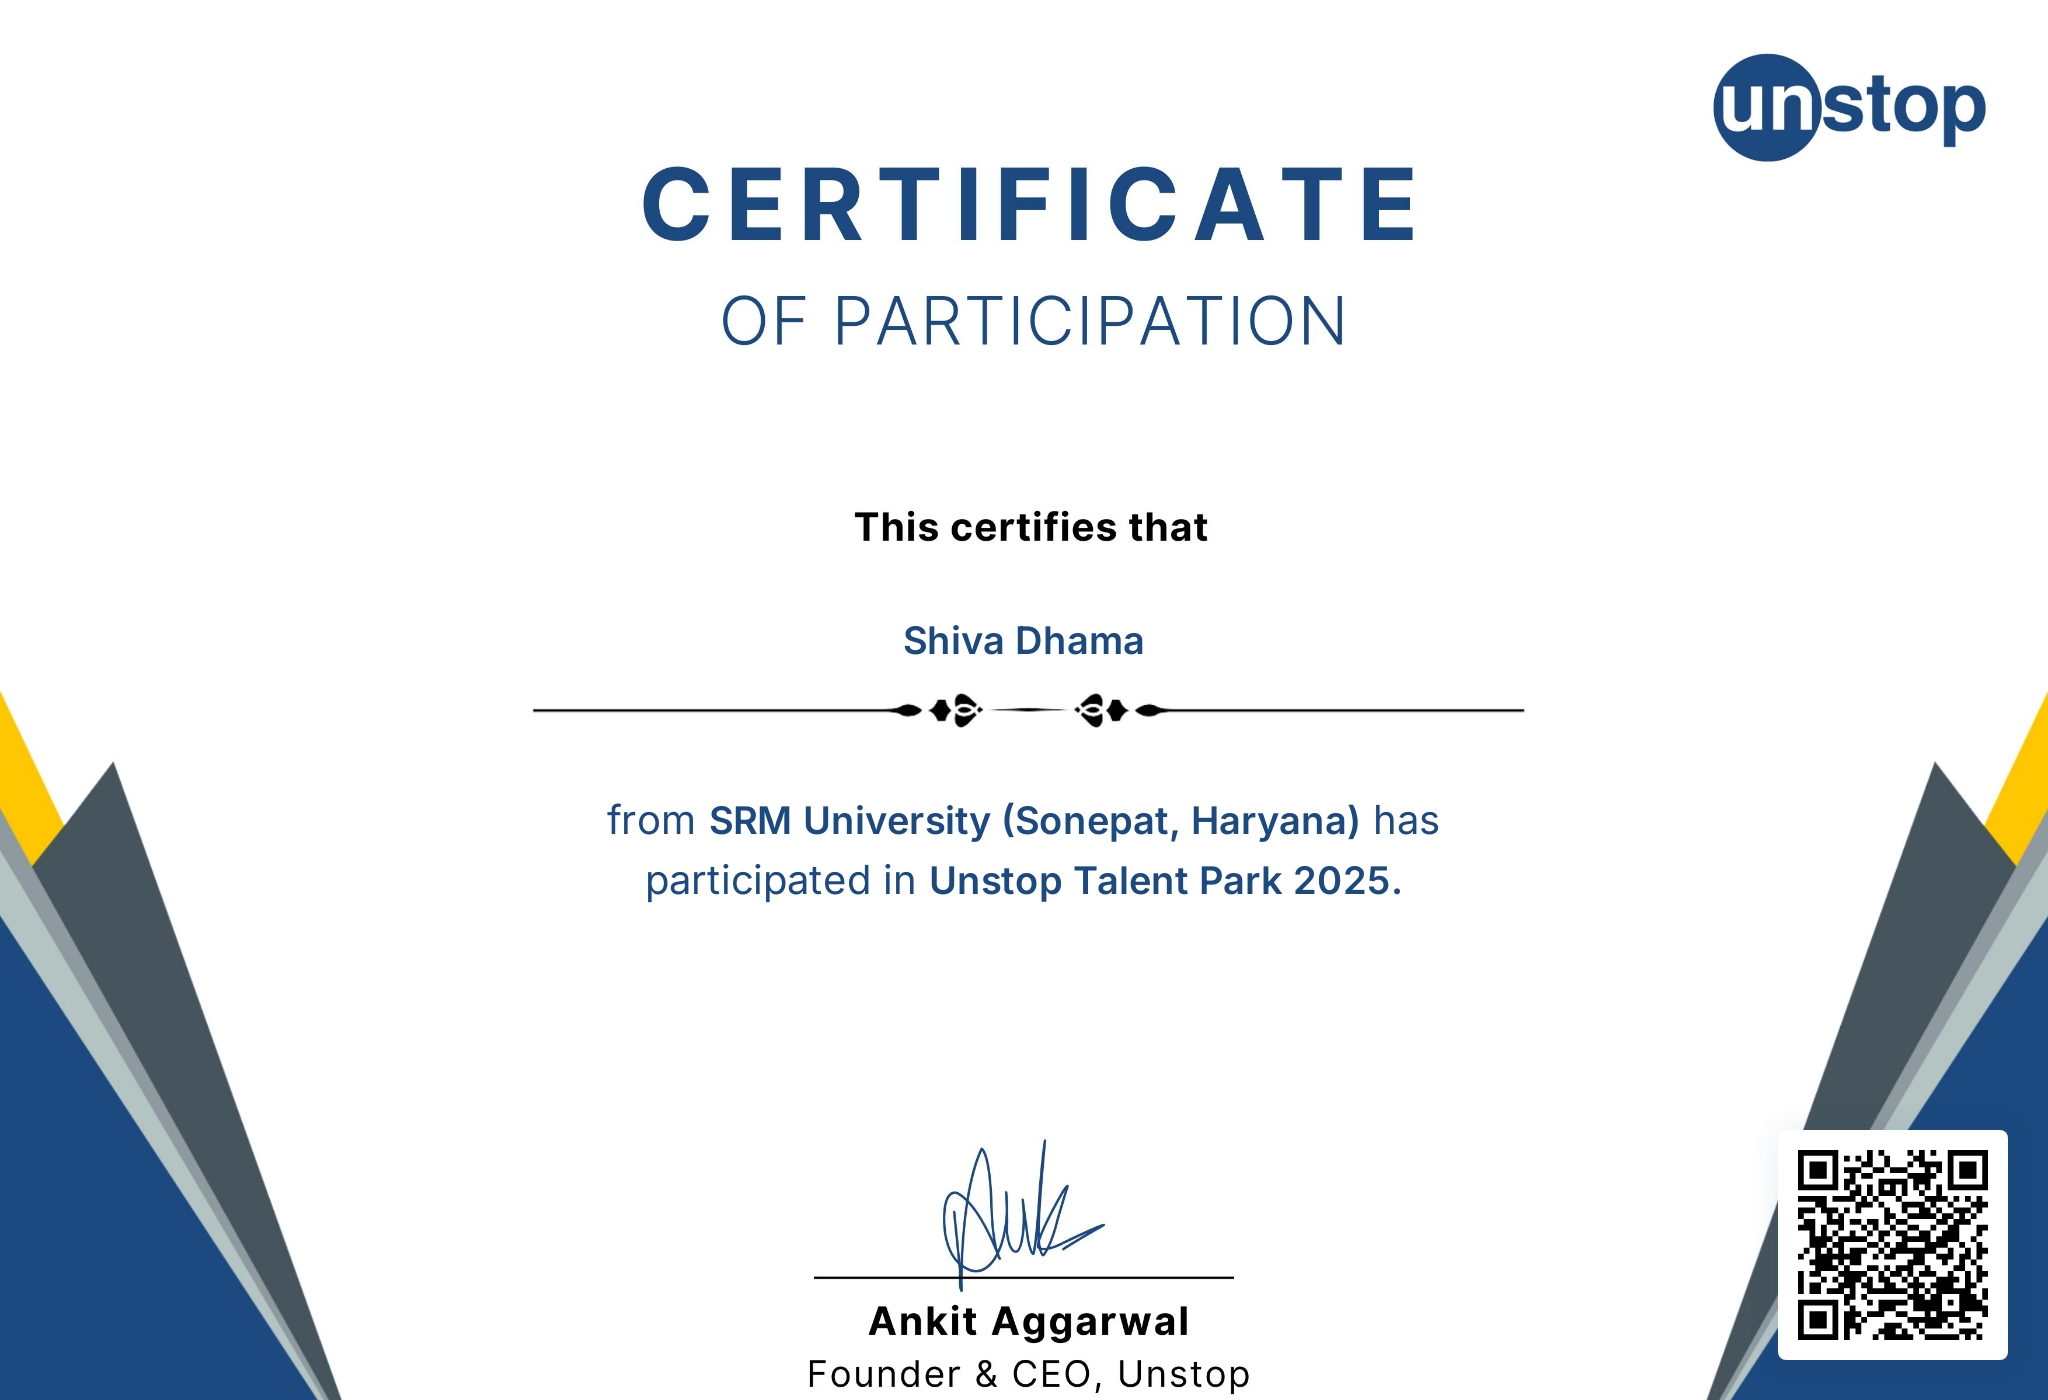 unstop
CERTIFICATE
OF PARTICIPATION
This certifies that
Shiva Dhama
from SRM University (Sonepat, Haryana) has
participated in Unstop Talent Park 2025.
Ankit Aggarwal
Founder & CEO, Unstop